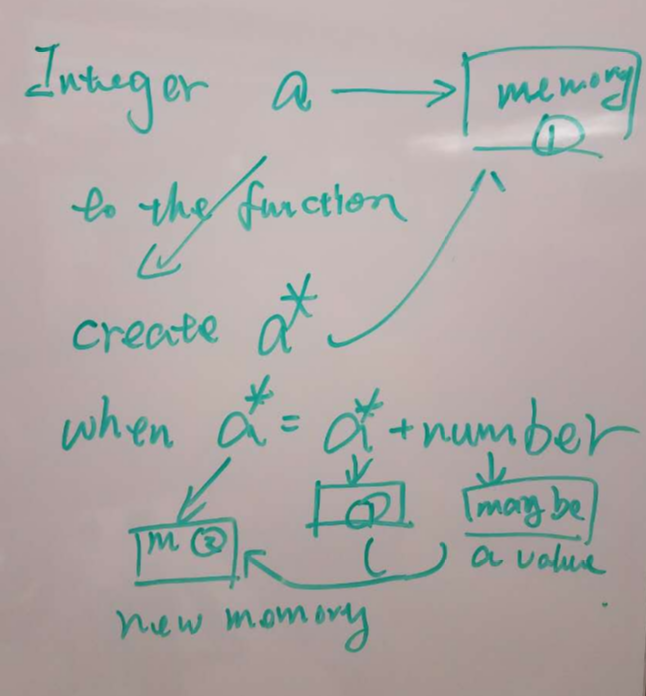 Integer a → memory
①
to the function
create a*
when a* = a* + number
m ② ① maybe
a value
new momory